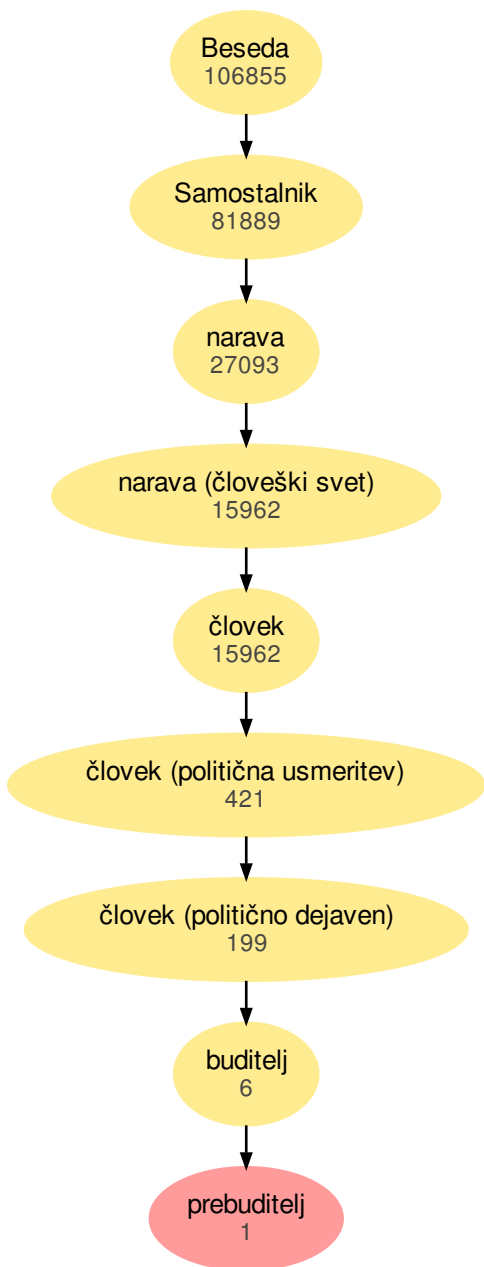 Beseda
106855
Samostalnik
81889
narava
27093
narava (človeški svet)
15962
človek
15962
človek (politična usmeritev)
421
človek (politično dejaven)
199
buditelj
6
prebuditelj
1